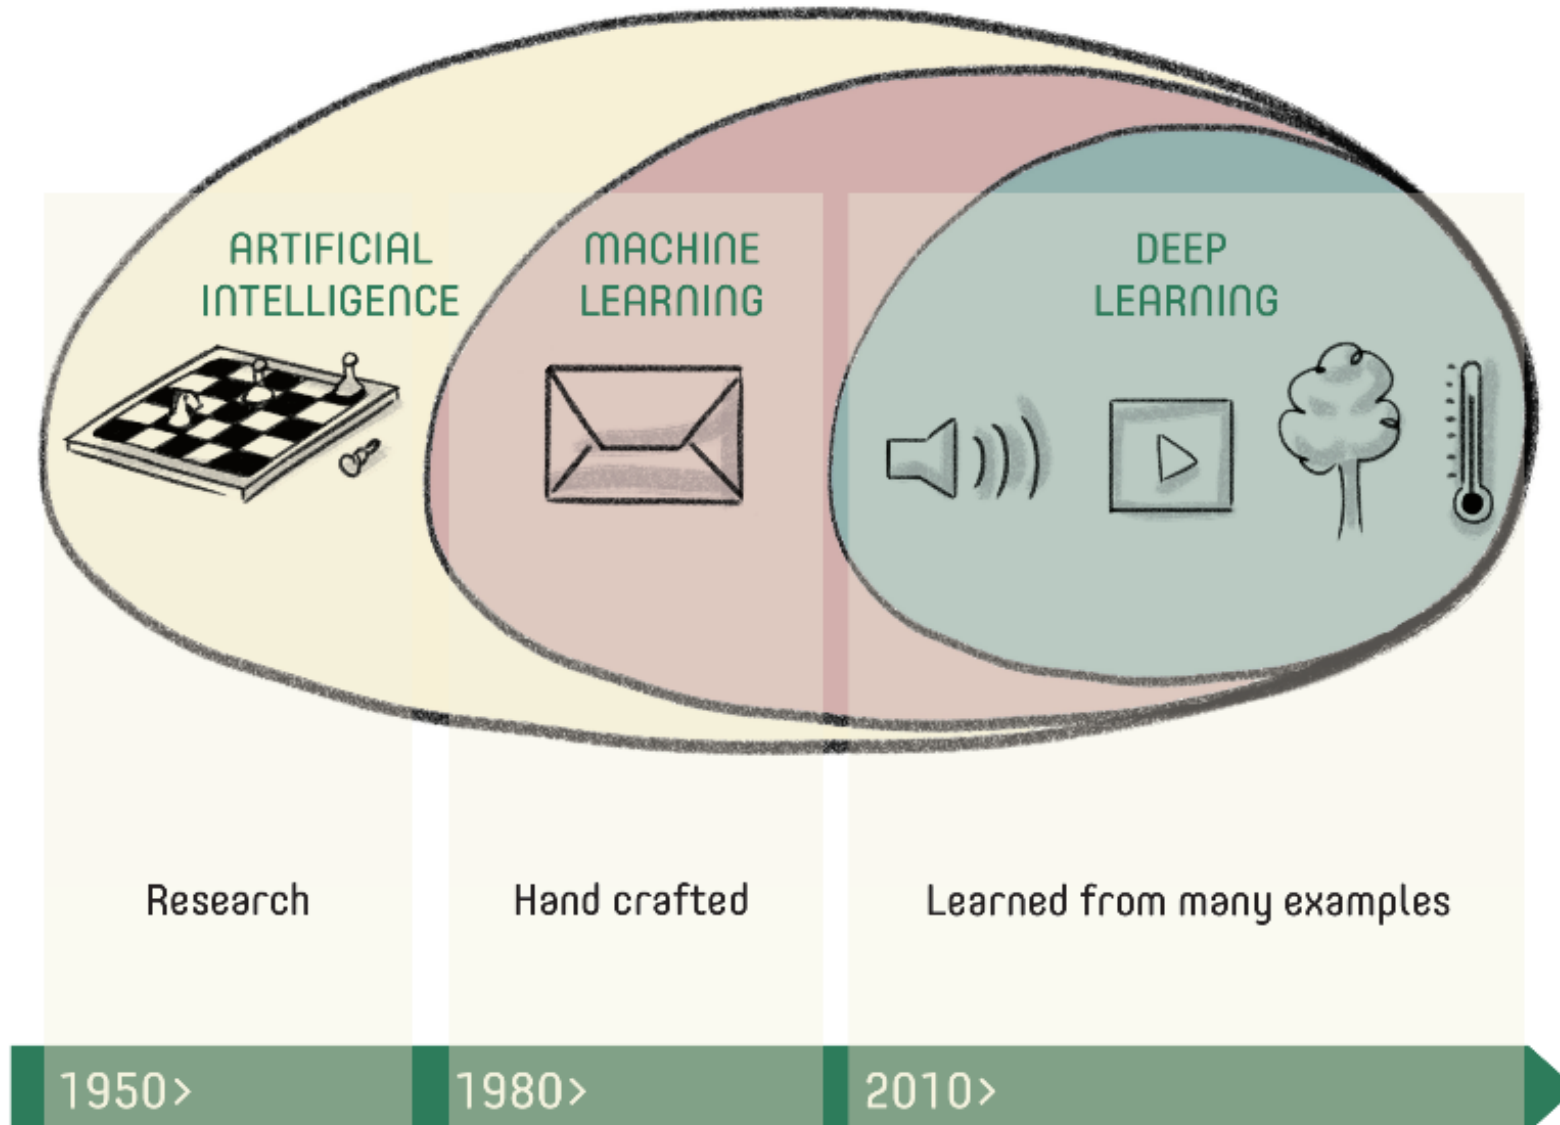 ARTIFICIAL
INTELLIGENCE
MACHINE
LEARNING
DEEP
LEARNING
Research
Hand crafted
Learned from many examples
1950>
1980>
2010>